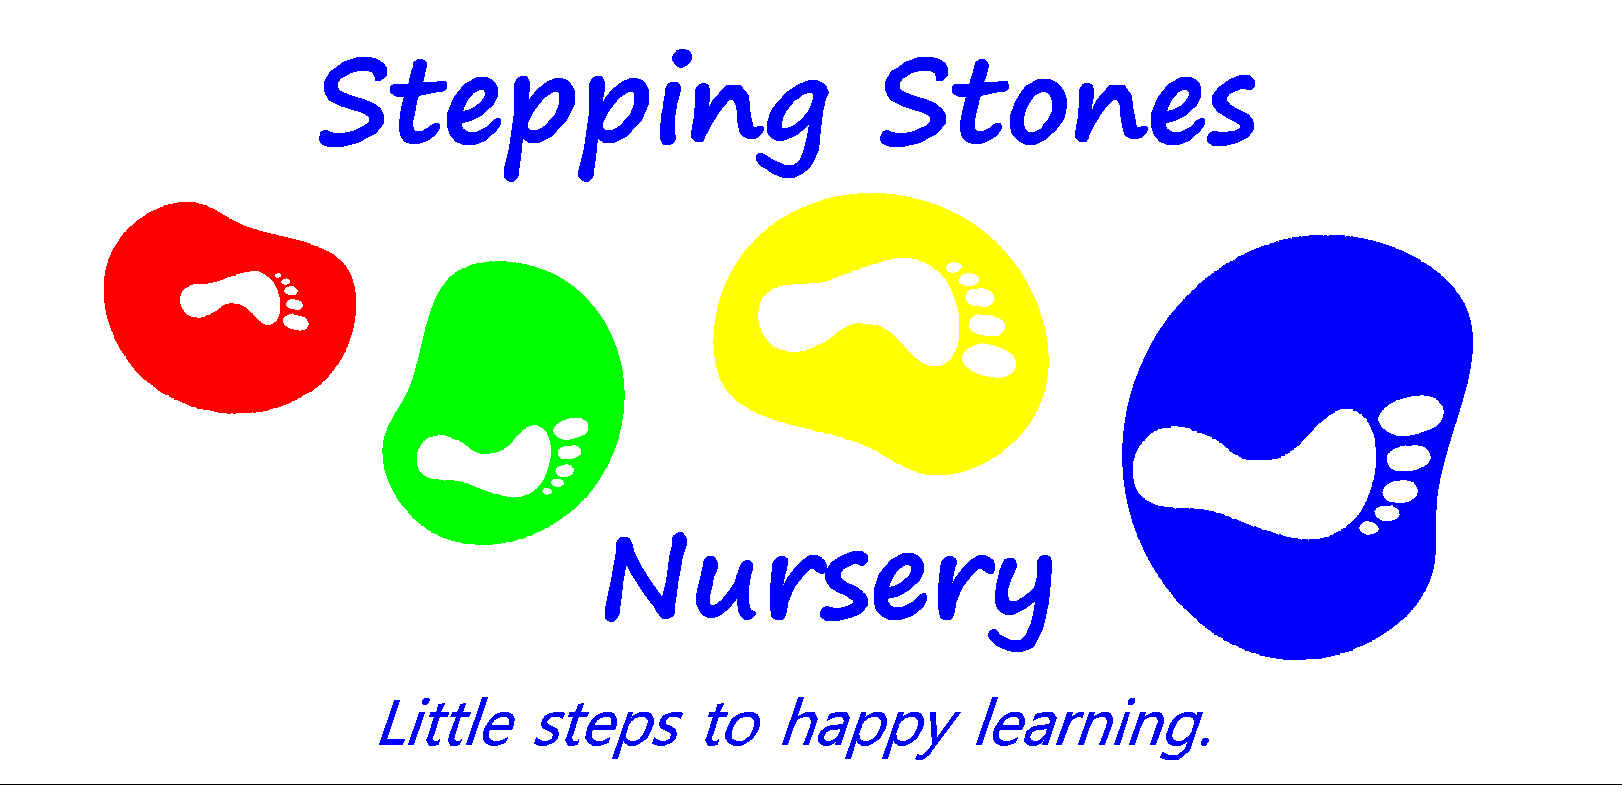 Stepping Stones
Nursery
Little steps to happy learning.